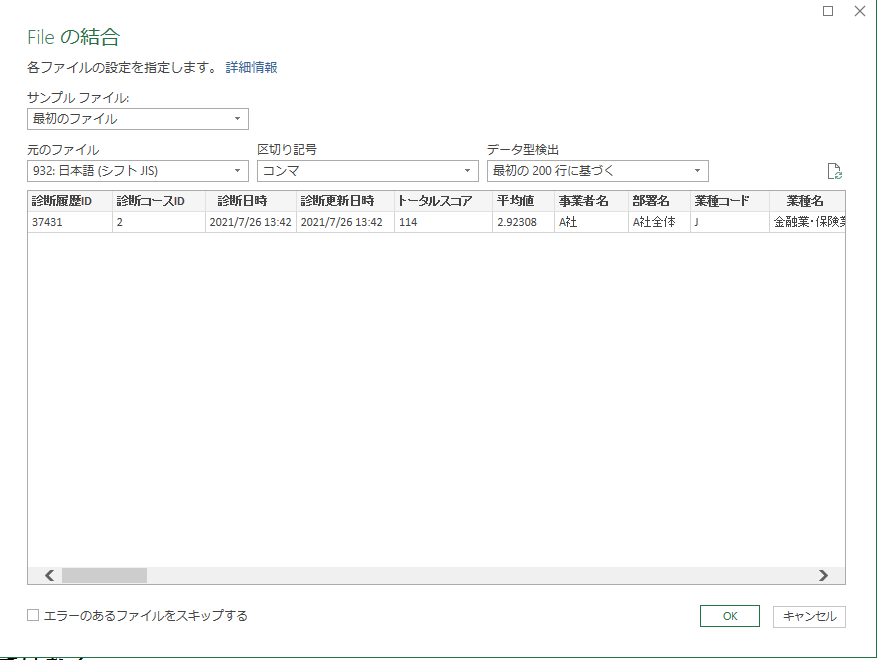 File の結合
各ファイルの設定を指定します。 詳細情報
サンプル ファイル:
最初のファイル
元のファイル 区切り記号 データ型検出
932: 日本語 (シフト JIS) コンマ 最初の 200 行に基づく
診断履歴ID 診断コースID 診断日時 診断更新日時 トータルスコア 平均値 事業者名 部署名 業種コード 業種名
37431 2 2021/7/26 13:42 2021/7/26 13:42 114 2.92308 A社 A社全体 J 金融業・保険業
エラーのあるファイルをスキップする
OK キャンセル